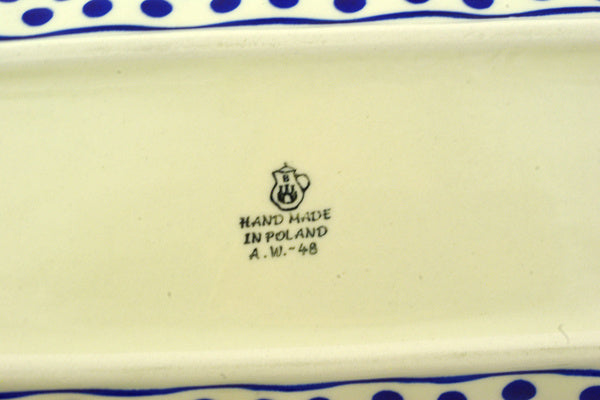 B
HAND MADE
IN POLAND
A.W.-48